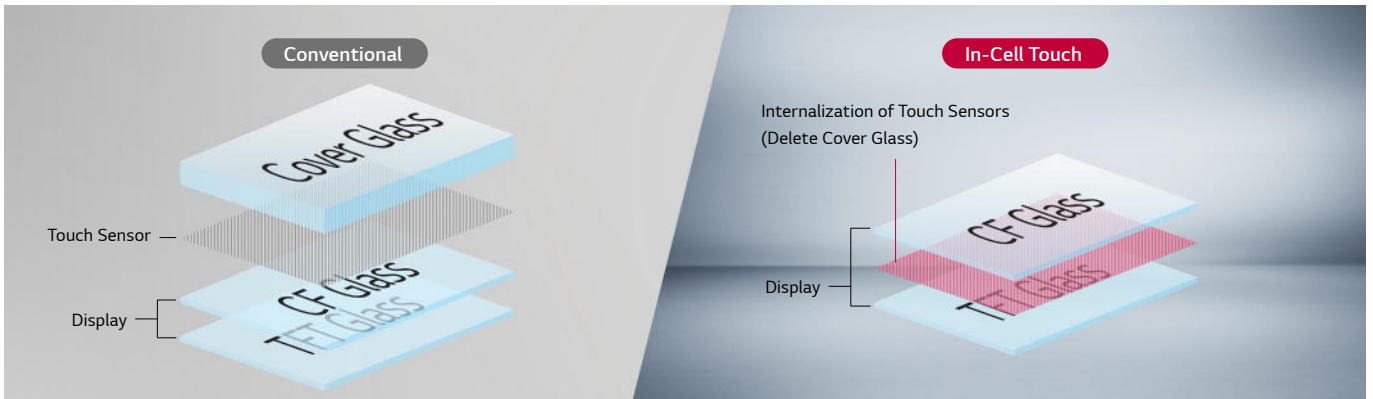 Conventional
Cover Glass
Touch Sensor
CF Glass
TFT Glass
Display
In-Cell Touch
Internalization of Touch Sensors
(Delete Cover Glass)
CF Glass
TFT Glass
Display